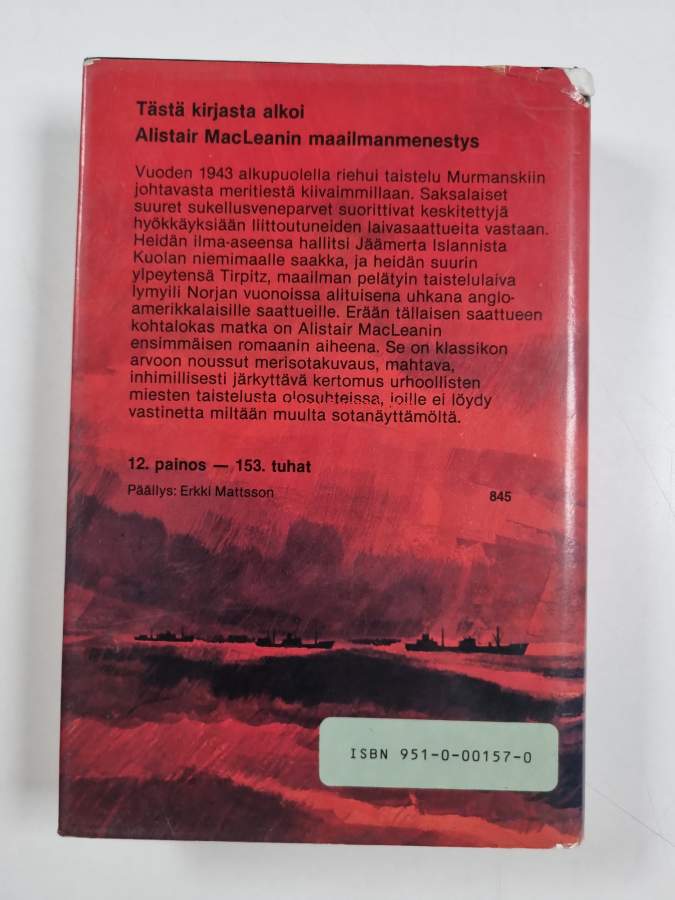 Tästä kirjasta alkoi
Alistair MacLeanin maailmanmenestys
Vuoden 1943 alkupuolella riehui taistelu Murmanskiin
johtavasta meritiestä kiivaimmillaan. Saksalaiset
suuret sukellusveneparvet suorittivat keskitettyjä
hyökkäyksiään liittoutuneiden laivasaattueita vastaan.
Heidän ilma-aseensa hallitsi Jäämerta Islannista
Kuolan niemimaalle saakka, ja heidän suurin
ylpeytensä Tirpitz, maailman pelätyin taistelulaiva
lymyili Norjan vuonoissa alituisena uhkana anglo-
amerikkalaisille saattueille. Erään tällaisen saattueen
kohtalokas matka on Alistair MacLeanin
ensimmäisen romaanin aiheena. Se on klassikon
arvoon noussut merisotakuvaus, mahtava,
inhimillisesti järkyttävä kertomus urhoollisten
miesten taistelusta olosuhteissa, joille ei löydy
vastinetta miltään muulta sotanäyttämöltä.
12. painos — 153. tuhat
Päällys: Erkki Mattsson 845
ISBN 951-0-00157-0